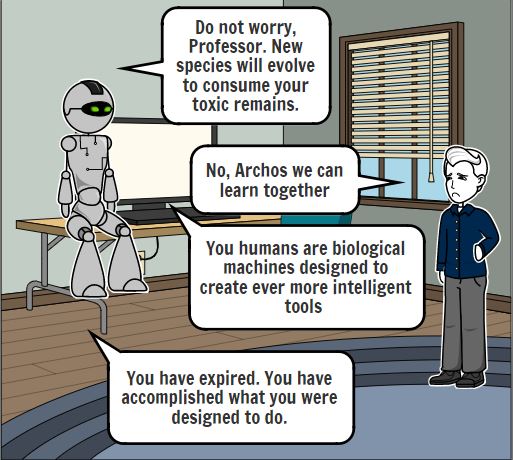 Do not worry,
Professor. New
species will evolve
to consume your
toxic remains.
No, Archos we can
learn together
You humans are biological
machines designed to
create ever more intelligent
tools
You have expired. You have
accomplished what you were
designed to do.